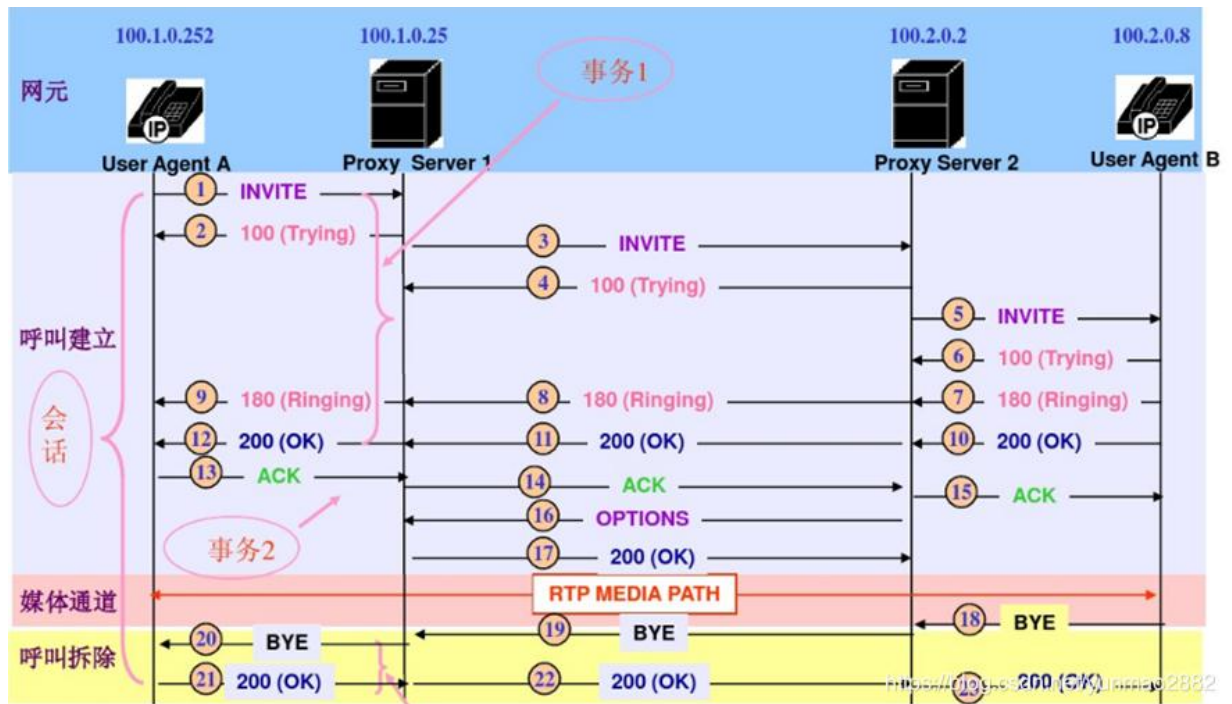 100.1.0.252 100.1.0.25 100.2.0.2 100.2.0.8
事务1
网元
IP
IP
User Agent A Proxy Server 1 Proxy Server 2 User Agent B
1 INVITE
2 100 (Trying)
3 INVITE
4 100 (Trying)
5 INVITE
呼叫建立
6 100 (Trying)
9 180 (Ringing) 8 180 (Ringing) 7 180 (Ringing)
会话
12 200 (OK) 11 200 (OK) 10 200 (OK)
13 ACK
14 ACK
15 ACK
16 OPTIONS
事务2
17 200 (OK)
媒体通道
RTP MEDIA PATH
18 BYE
19 BYE
20 BYE
呼叫拆除
21 200 (OK) 22 200 (OK) 23 200 (OK)